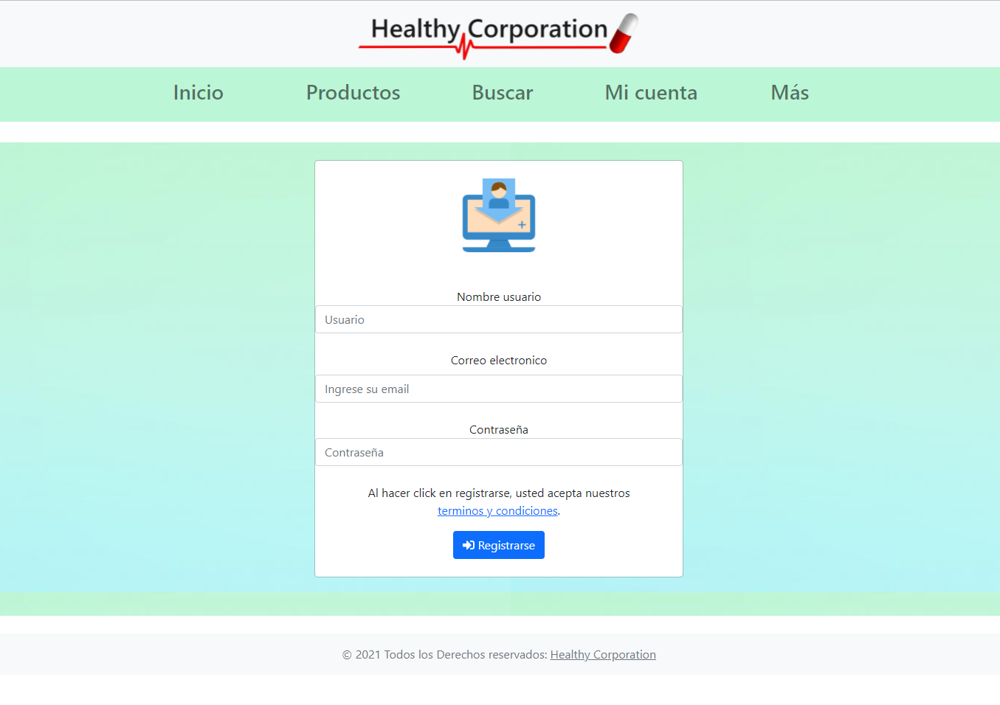 Healthy Corporation
Inicio Productos Buscar Mi cuenta Más
Nombre usuario
Usuario
Correo electronico
Ingrese su email
Contraseña
Contraseña
Al hacer click en registrarse, usted acepta nuestros
terminos y condiciones.
Registrarse
© 2021 Todos los Derechos reservados: Healthy Corporation